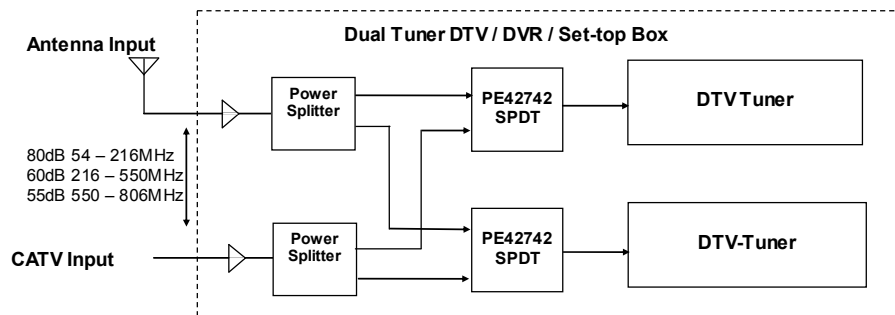 Dual Tuner DTV / DVR / Set-top Box
Antenna Input
Power
Splitter
PE42742
SPDT
DTV Tuner
80dB 54 – 216MHz
60dB 216 – 550MHz
55dB 550 – 806MHz
CATV Input
Power
Splitter
PE42742
SPDT
DTV-Tuner